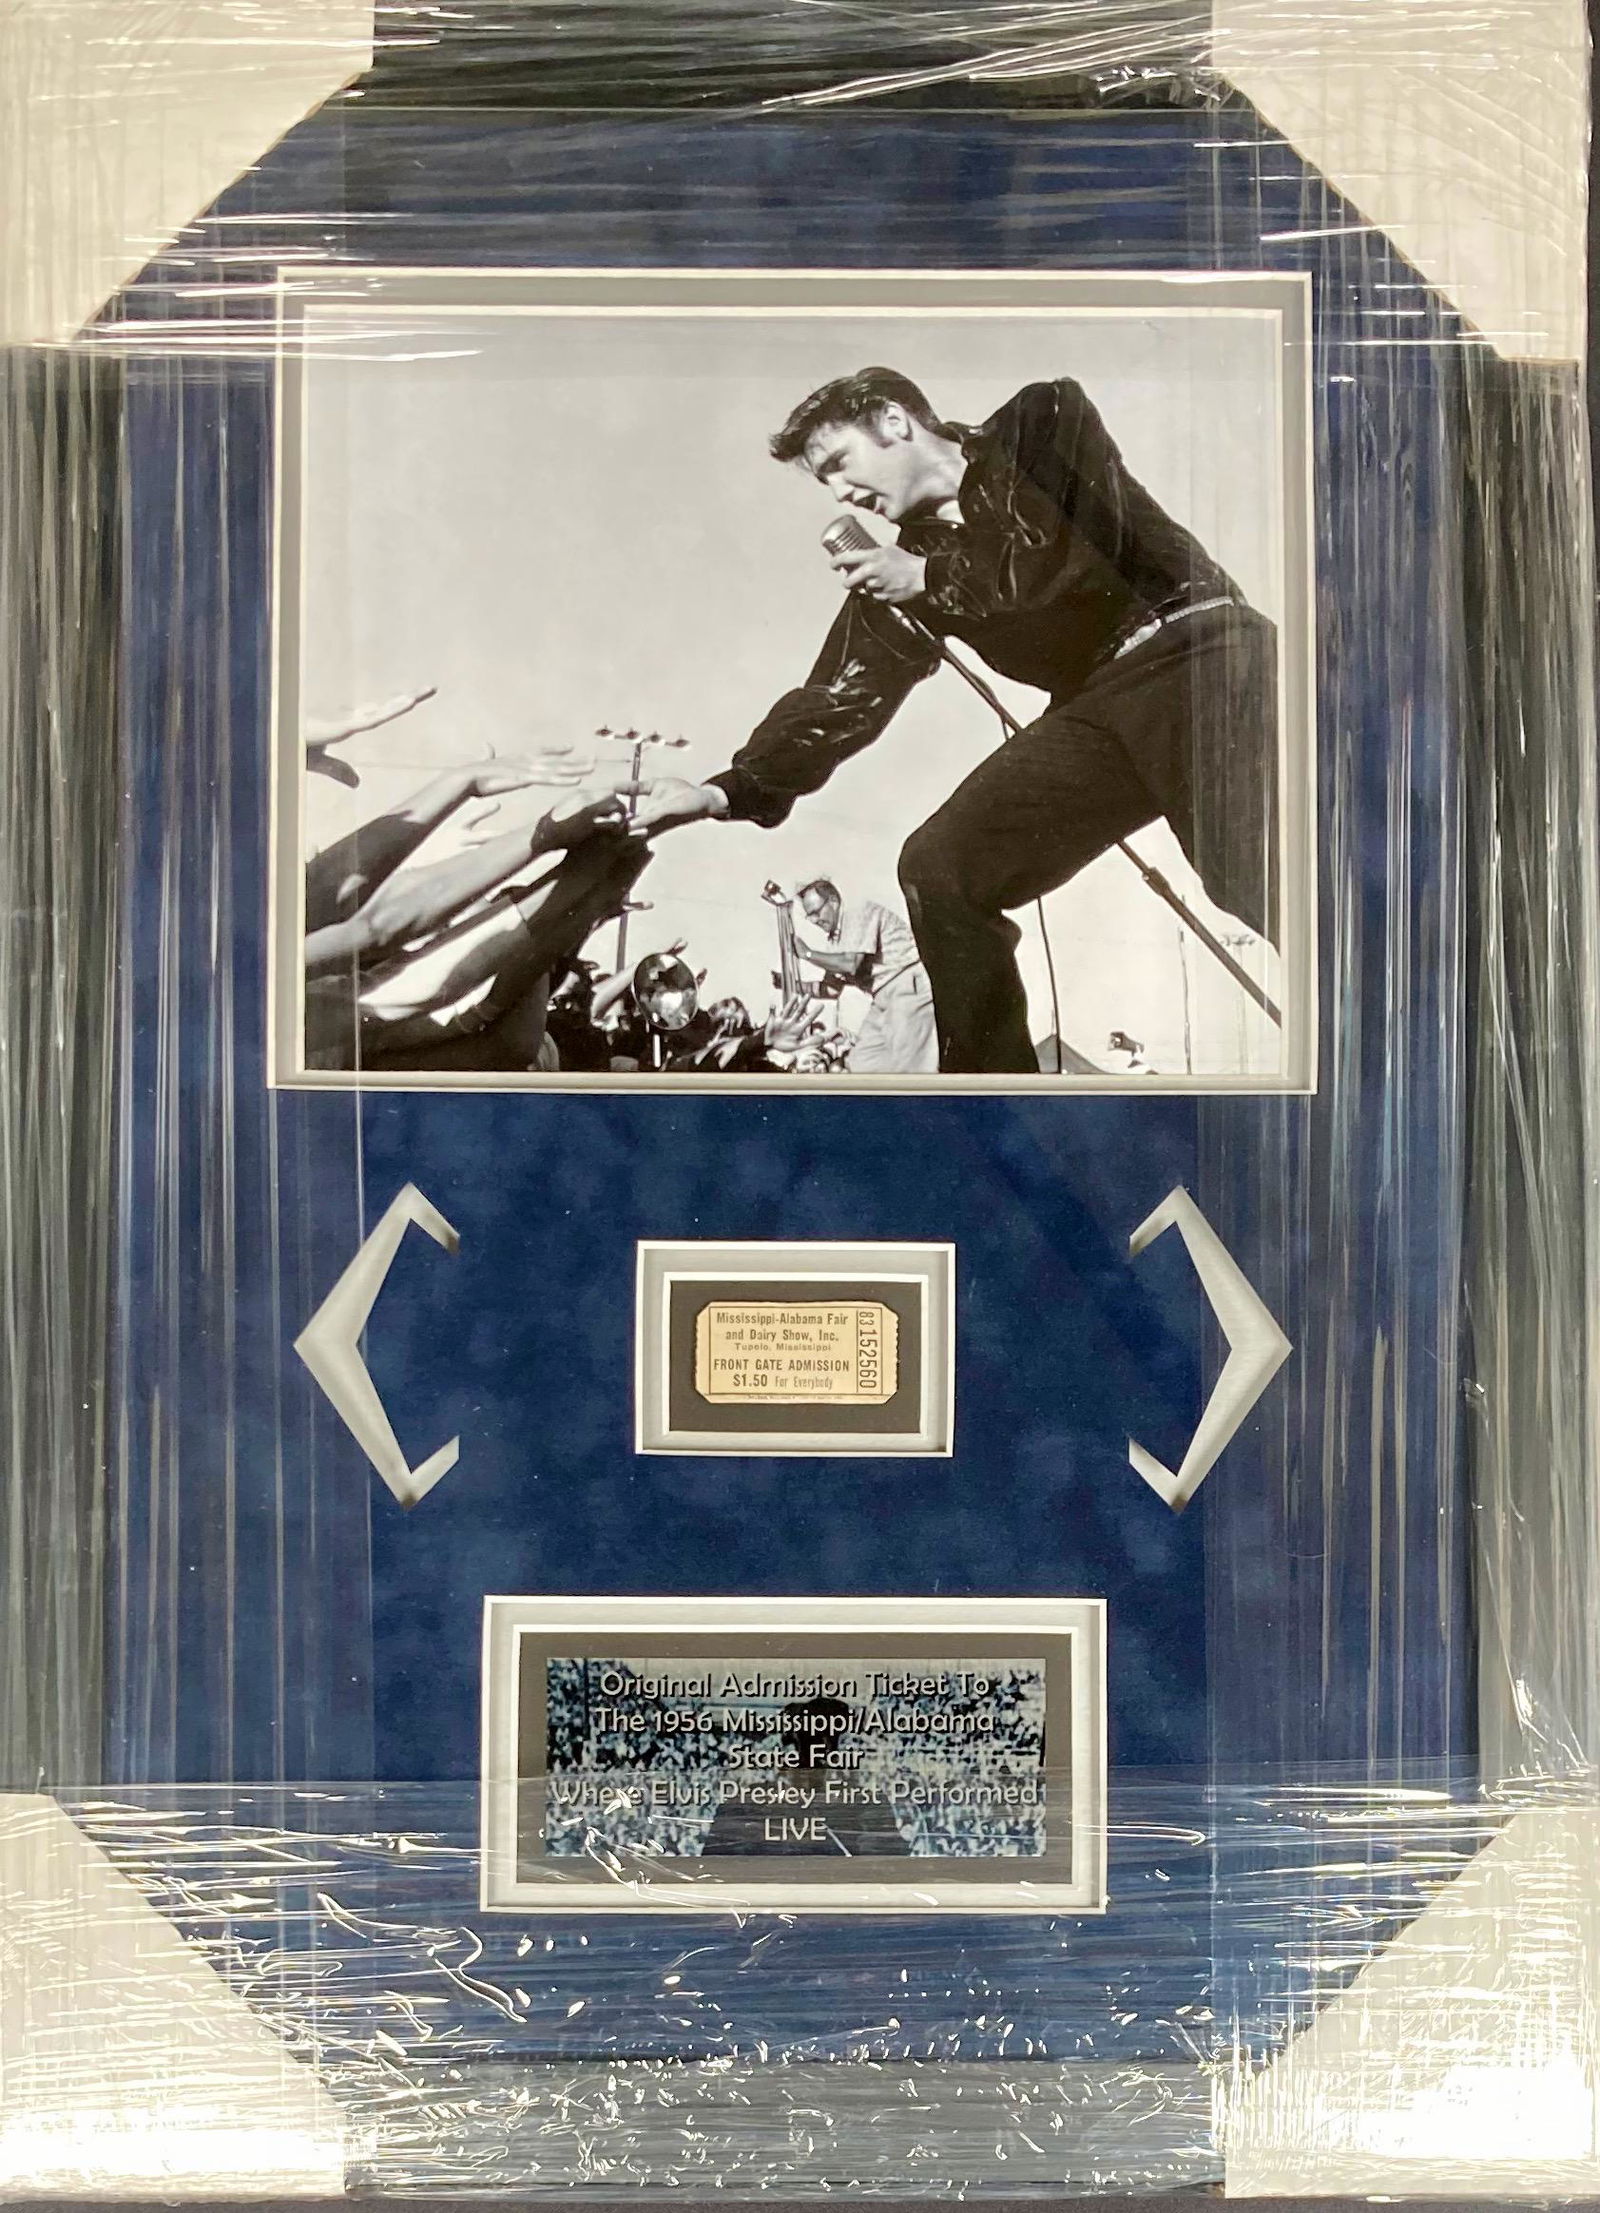 Mississippi-Alabama Fair
and Dairy Show, Inc.
Tupelo, Mississippi
FRONT GATE ADMISSION
$1.50 For Everybody
83152560
Original Admission Ticket To
The 1956 Mississippi/Alabama
State Fair
Where Elvis Presley First Performed
LIVE